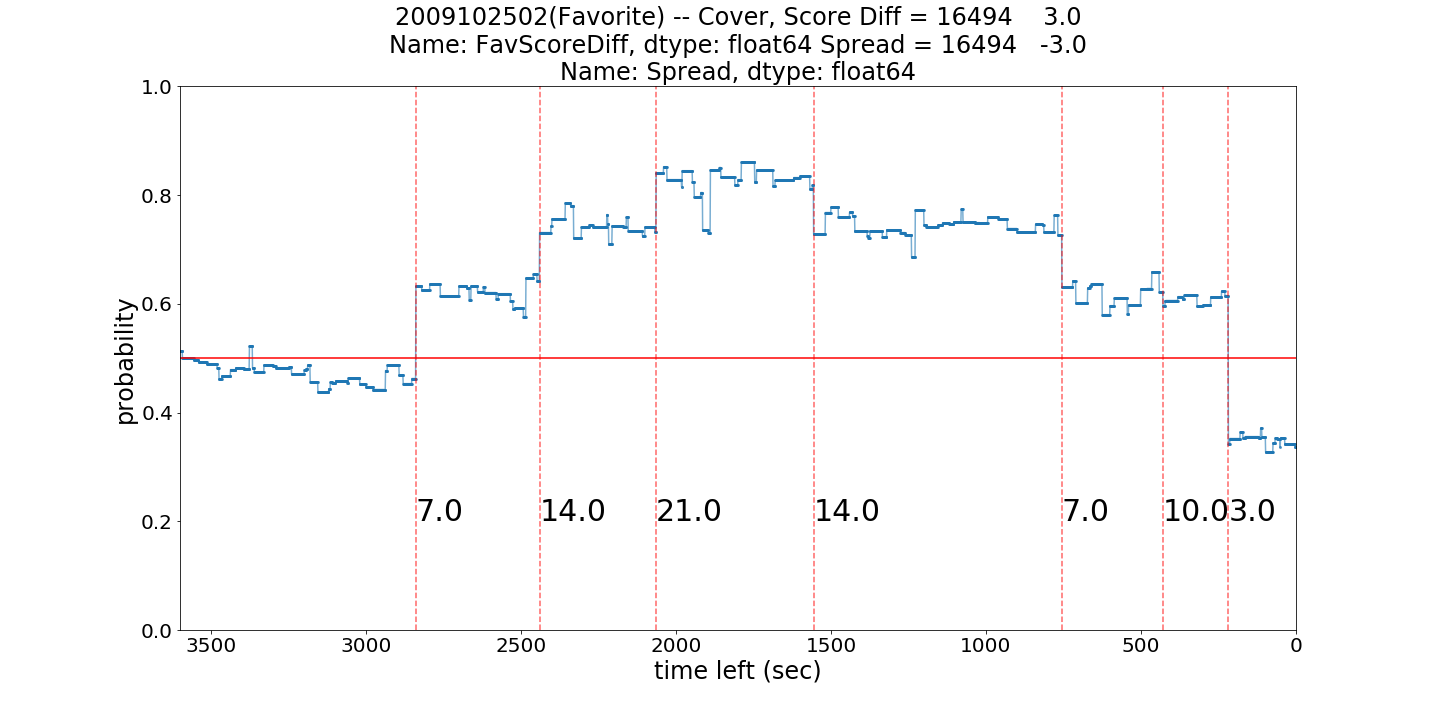 2009102502(Favorite) -- Cover, Score Diff = 16494    3.0
Name: FavScoreDiff, dtype: float64 Spread = 16494   -3.0
Name: Spread, dtype: float64
1.0
0.8
0.6
0.4
0.2
0.0
probability
7.0 14.0 21.0 14.0 7.0 10.0 3.0
3500 3000 2500 2000 1500 1000 500 0
time left (sec)